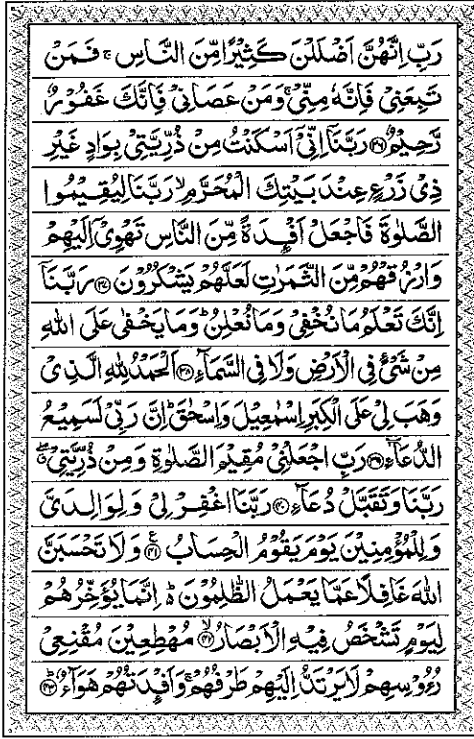 رَبِّ اِنَّهُنَّ اَضْلَلْنَ كَثِيْرًا مِّنَ النَّاسِ ۚ فَمَنْ
تَبِعَنِيْ فَاِنَّهٗ مِنِّيْ ۚ وَمَنْ عَصَانِيْ فَاِنَّكَ غَفُوْرٌ
رَّحِيْمٌ ﴿۳۶﴾ رَبَّنَاۤ اِنِّيْۤ اَسْكَنْتُ مِنْ ذُرِّيَّتِيْ بِوَادٍ غَيْرِ
ذِيْ زَرْعٍ عِنْدَ بَيْتِكَ الْمُحَرَّمِ ۙ رَبَّنَا لِيُقِيْمُوا
الصَّلٰوةَ فَاجْعَلْ اَفْـِٕدَةً مِّنَ النَّاسِ تَهْوِيْۤ اِلَيْهِمْ
وَارْزُقْهُمْ مِّنَ الثَّمَرٰتِ لَعَلَّهُمْ يَشْكُرُوْنَ ﴿۳۷﴾ رَبَّنَاۤ
اِنَّكَ تَعْلَمُ مَا نُخْفِيْ وَمَا نُعْلِنُ ؕ وَمَا يَخْفٰى عَلَى اللّٰهِ
مِنْ شَيْءٍ فِي الْاَرْضِ وَلَا فِي السَّمَآءِ ﴿۳۸﴾ اَلْحَمْدُ لِلّٰهِ الَّذِيْ
وَهَبَ لِيْ عَلَى الْكِبَرِ اِسْمٰعِيْلَ وَاِسْحٰقَ ؕ اِنَّ رَبِّيْ لَسَمِيْعُ
الدُّعَآءِ ﴿۳۹﴾ رَبِّ اجْعَلْنِيْ مُقِيْمَ الصَّلٰوةِ وَمِنْ ذُرِّيَّتِيْ ۖ
رَبَّنَا وَتَقَبَّلْ دُعَآءِ ﴿۴۰﴾ رَبَّنَا اغْفِرْ لِيْ وَلِوَالِدَيَّ
وَلِلْمُؤْمِنِيْنَ يَوْمَ يَقُوْمُ الْحِسَابُ ﴿۴۱﴾ وَلَا تَحْسَبَنَّ
اللّٰهَ غَافِلًا عَمَّا يَعْمَلُ الظّٰلِمُوْنَ ؕ اِنَّمَا يُؤَخِّرُهُمْ
لِيَوْمٍ تَشْخَصُ فِيْهِ الْاَبْصَارُ ﴿۴۲﴾ مُهْطِعِيْنَ مُقْنِعِيْ
رُءُوْسِهِمْ لَا يَرْتَدُّ اِلَيْهِمْ طَرْفُهُمْ ۚ وَاَفْـِٕدَتُهُمْ هَوَآءٌ ﴿۴۳﴾